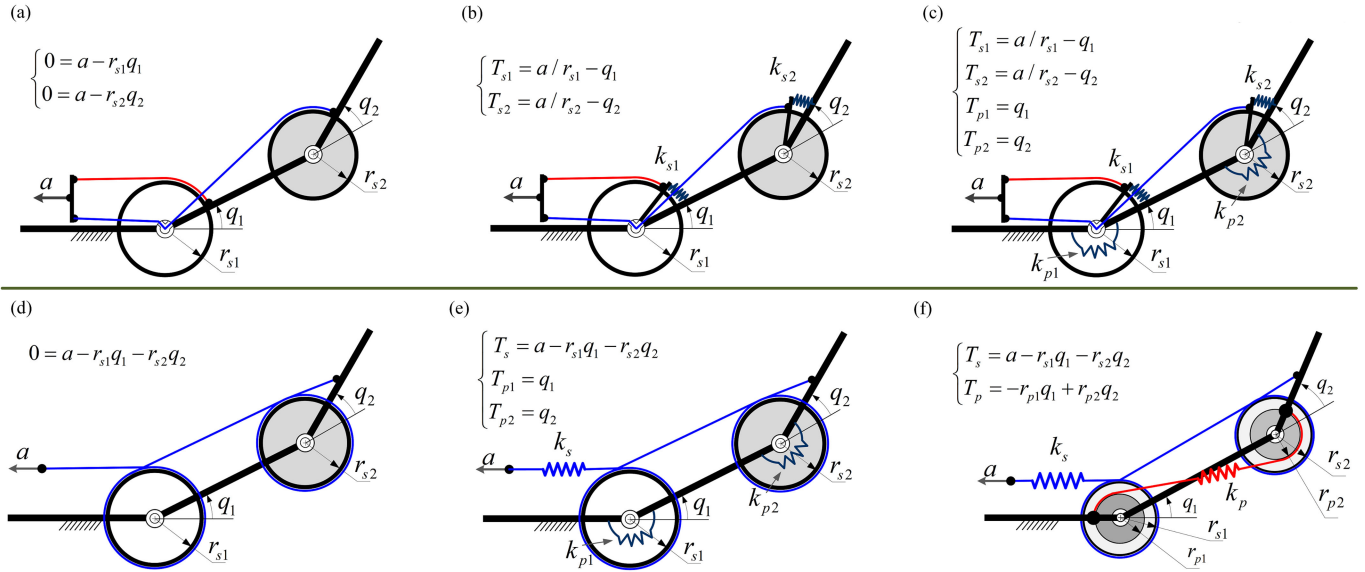 (a)
0 = a − r_{s1}q_1
0 = a − r_{s2}q_2
a
q_1
q_2
r_{s1}
r_{s2}
(b)
T_{s1} = a / r_{s1} − q_1
T_{s2} = a / r_{s2} − q_2
k_{s2}
q_2
k_{s1}
r_{s2}
a
q_1
r_{s1}
(c)
T_{s1} = a / r_{s1} − q_1
T_{s2} = a / r_{s2} − q_2
T_{p1} = q_1
T_{p2} = q_2
k_{s2}
q_2
k_{s1}
r_{s2}
a
q_1
k_{p2}
k_{p1}
r_{s1}
(d)
0 = a − r_{s1}q_1 − r_{s2}q_2
q_2
a
r_{s2}
q_1
r_{s1}
(e)
T_s = a − r_{s1}q_1 − r_{s2}q_2
T_{p1} = q_1
T_{p2} = q_2
q_2
k_s
a
r_{s2}
k_{p2}
q_1
k_{p1}
r_{s1}
(f)
T_s = a − r_{s1}q_1 − r_{s2}q_2
T_p = −r_{p1}q_1 + r_{p2}q_2
q_2
k_s
a
r_{s2}
k_p
r_{p2}
q_1
r_{s1}
r_{p1}